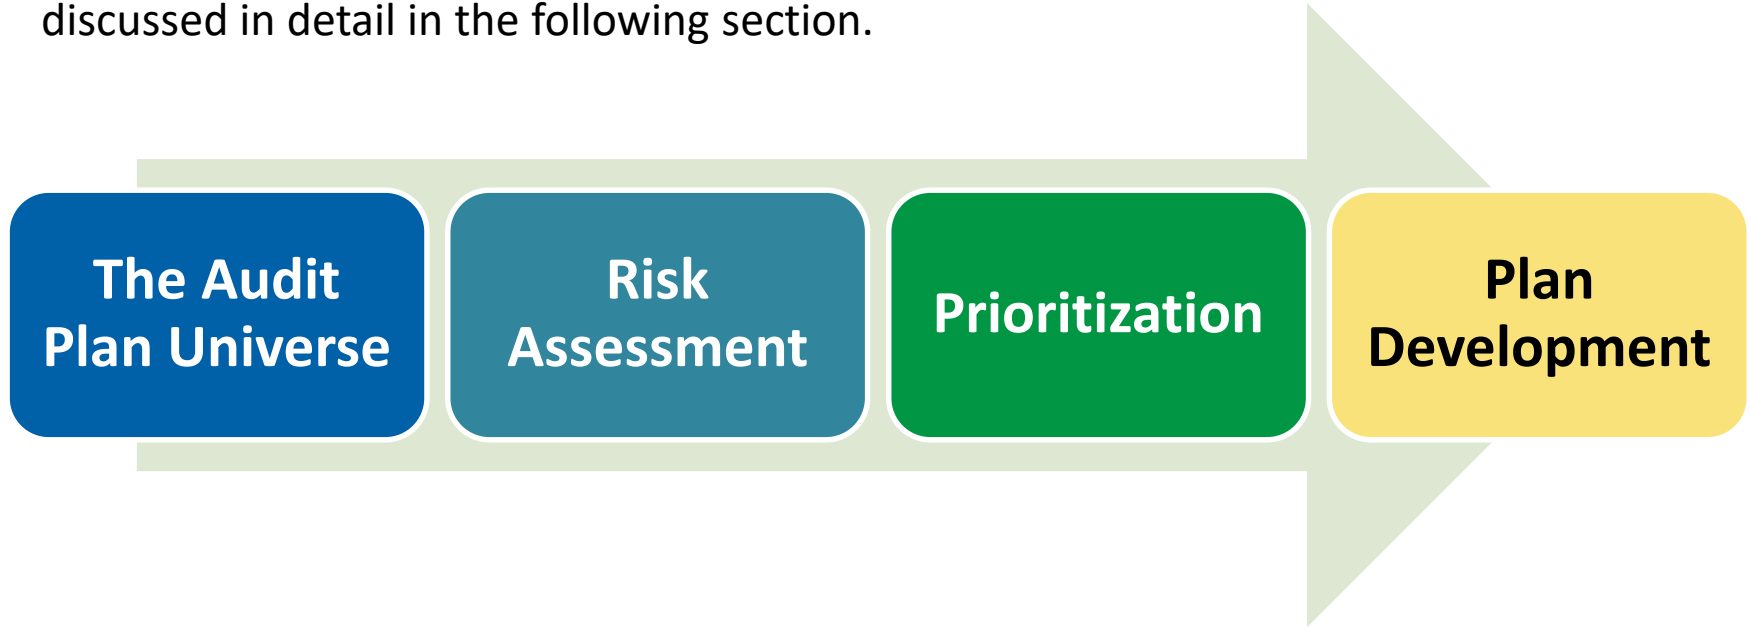 discussed in detail in the following section.
The Audit
Plan Universe
Risk
Assessment
Prioritization
Plan
Development